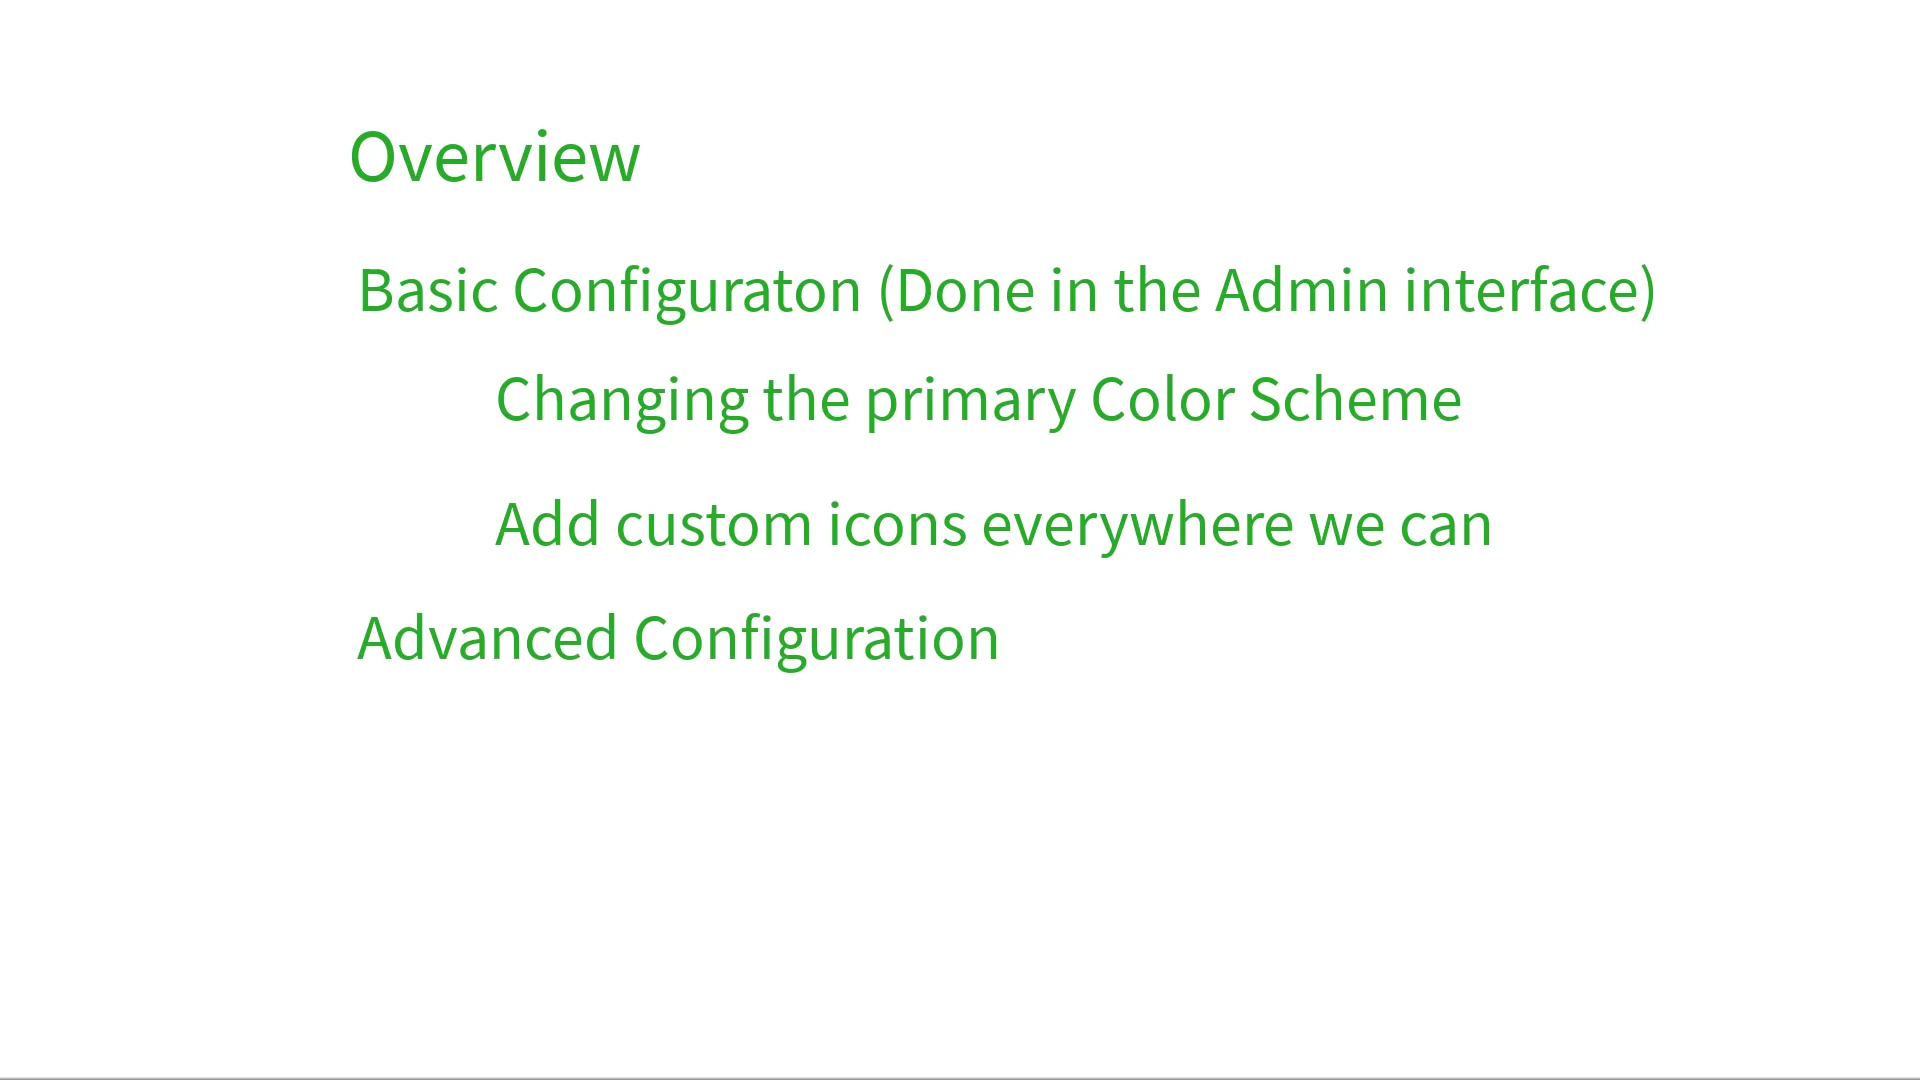 Overview
Basic Configuraton (Done in the Admin interface)
Changing the primary Color Scheme
Add custom icons everywhere we can
Advanced Configuration